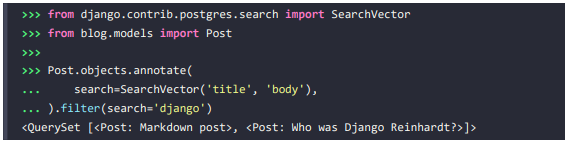 >>> from django.contrib.postgres.search import SearchVector
>>> from blog.models import Post
>>>
>>> Post.objects.annotate(
...     search=SearchVector('title', 'body'),
... ).filter(search='django')
<QuerySet [<Post: Markdown post>, <Post: Who was Django Reinhardt?>]>